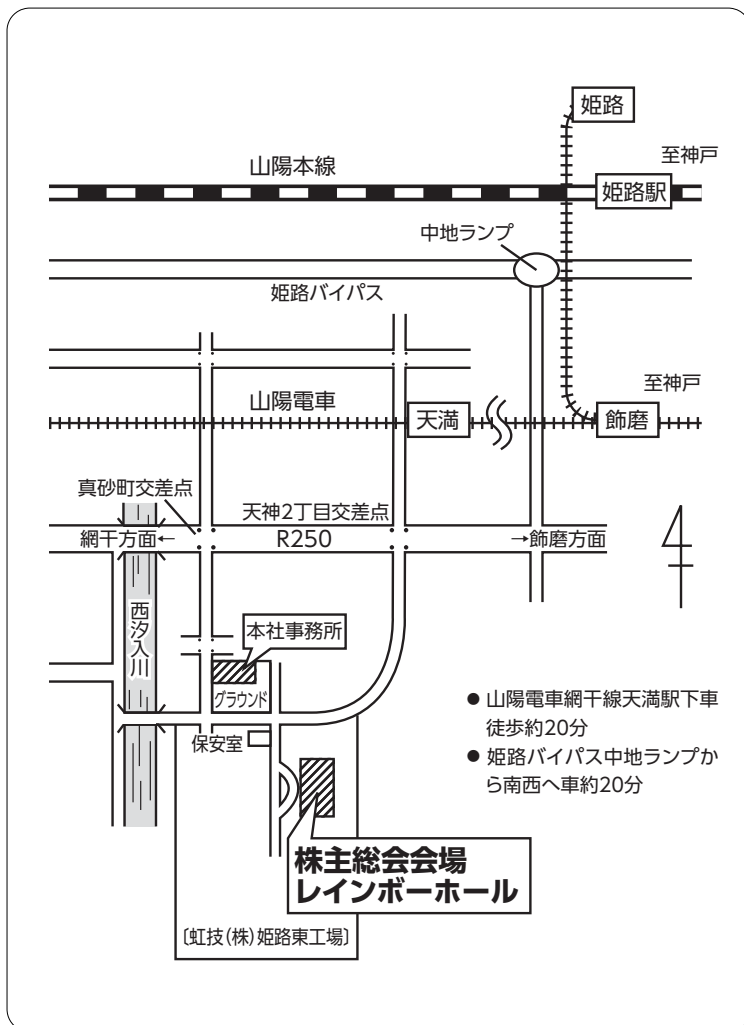 姫路
至神戸
山陽本線
姫路駅
中地ランプ
姫路バイパス
至神戸
山陽電車
天満
飾磨
真砂町交差点
天神2丁目交差点
網干方面←
R250
→飾磨方面
西汐入川
本社事務所
グラウンド
保安室
● 山陽電車網干線天満駅下車
徒歩約20分
● 姫路バイパス中地ランプか
ら南西へ車約20分
株主総会会場
レインボーホール
〔虹技(株)姫路東工場〕